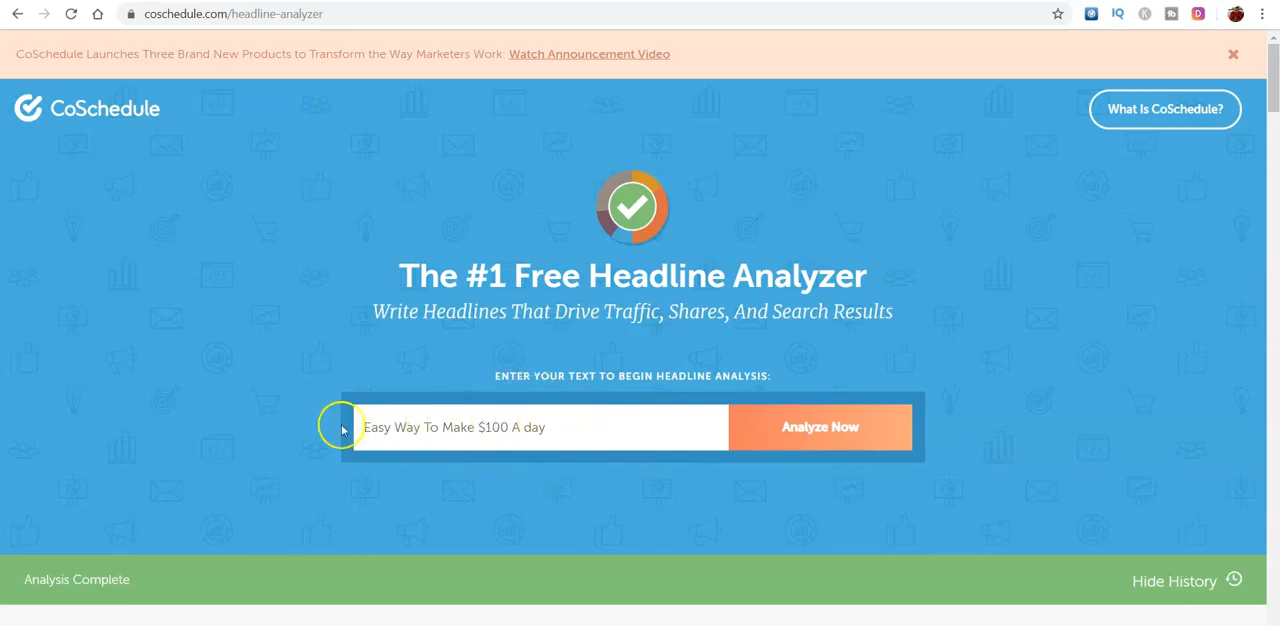 coschedule.com/headline-analyzer
CoSchedule Launches Three Brand New Products to Transform the Way Marketers Work: Watch Announcement Video
CoSchedule
What Is CoSchedule?
The #1 Free Headline Analyzer
Write Headlines That Drive Traffic, Shares, And Search Results
ENTER YOUR TEXT TO BEGIN HEADLINE ANALYSIS:
Easy Way To Make $100 A day
Analyze Now
Analysis Complete
Hide History